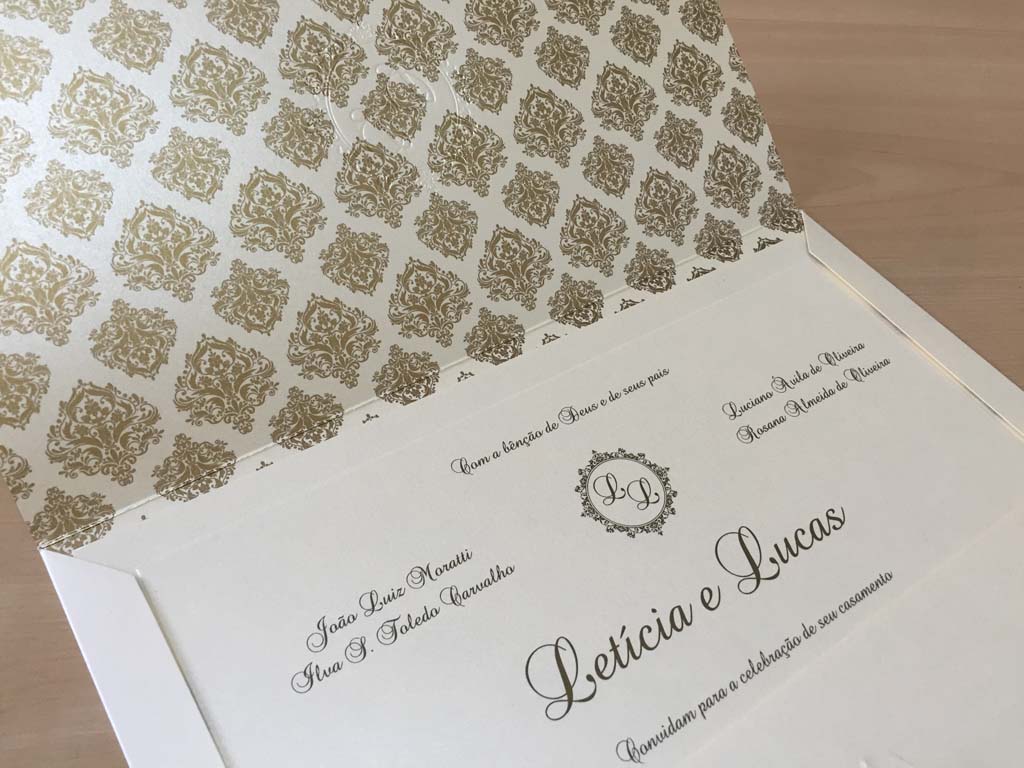 Com a bênção de Deus e de seus pais
João Luiz Moratti
Ilva S. Toledo Carvalho
Luciano Ávila de Oliveira
Rosana Almeida de Oliveira
L L
Letícia e Lucas
Convidam para a celebração de seu casamento